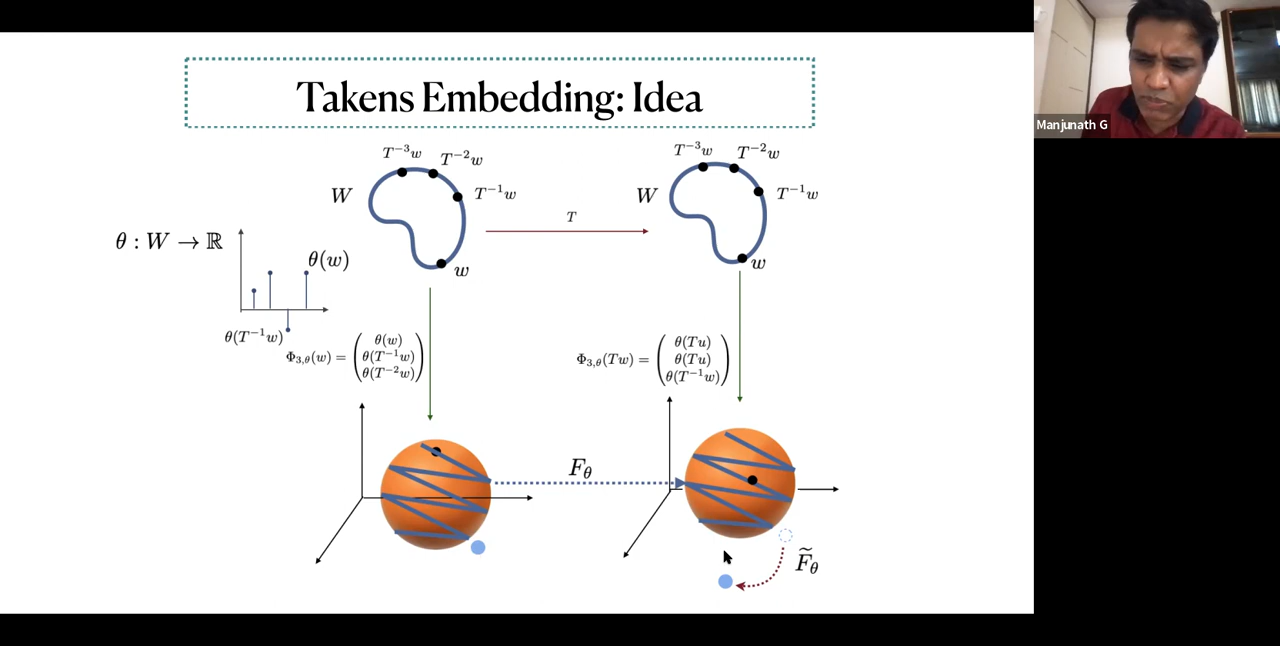 Takens Embedding: Idea
T⁻³w
T⁻²w
W
T⁻¹w
w
T
T⁻³w
T⁻²w
W
T⁻¹w
w
θ : W → ℝ
θ(w)
θ(T⁻¹w)
Φ₃,θ(w) = ( θ(w)
θ(T⁻¹w)
θ(T⁻²w) )
Φ₃,θ(Tw) = ( θ(Tu)
θ(Tu)
θ(T⁻¹w) )
F_θ
F̃_θ
Manjunath G